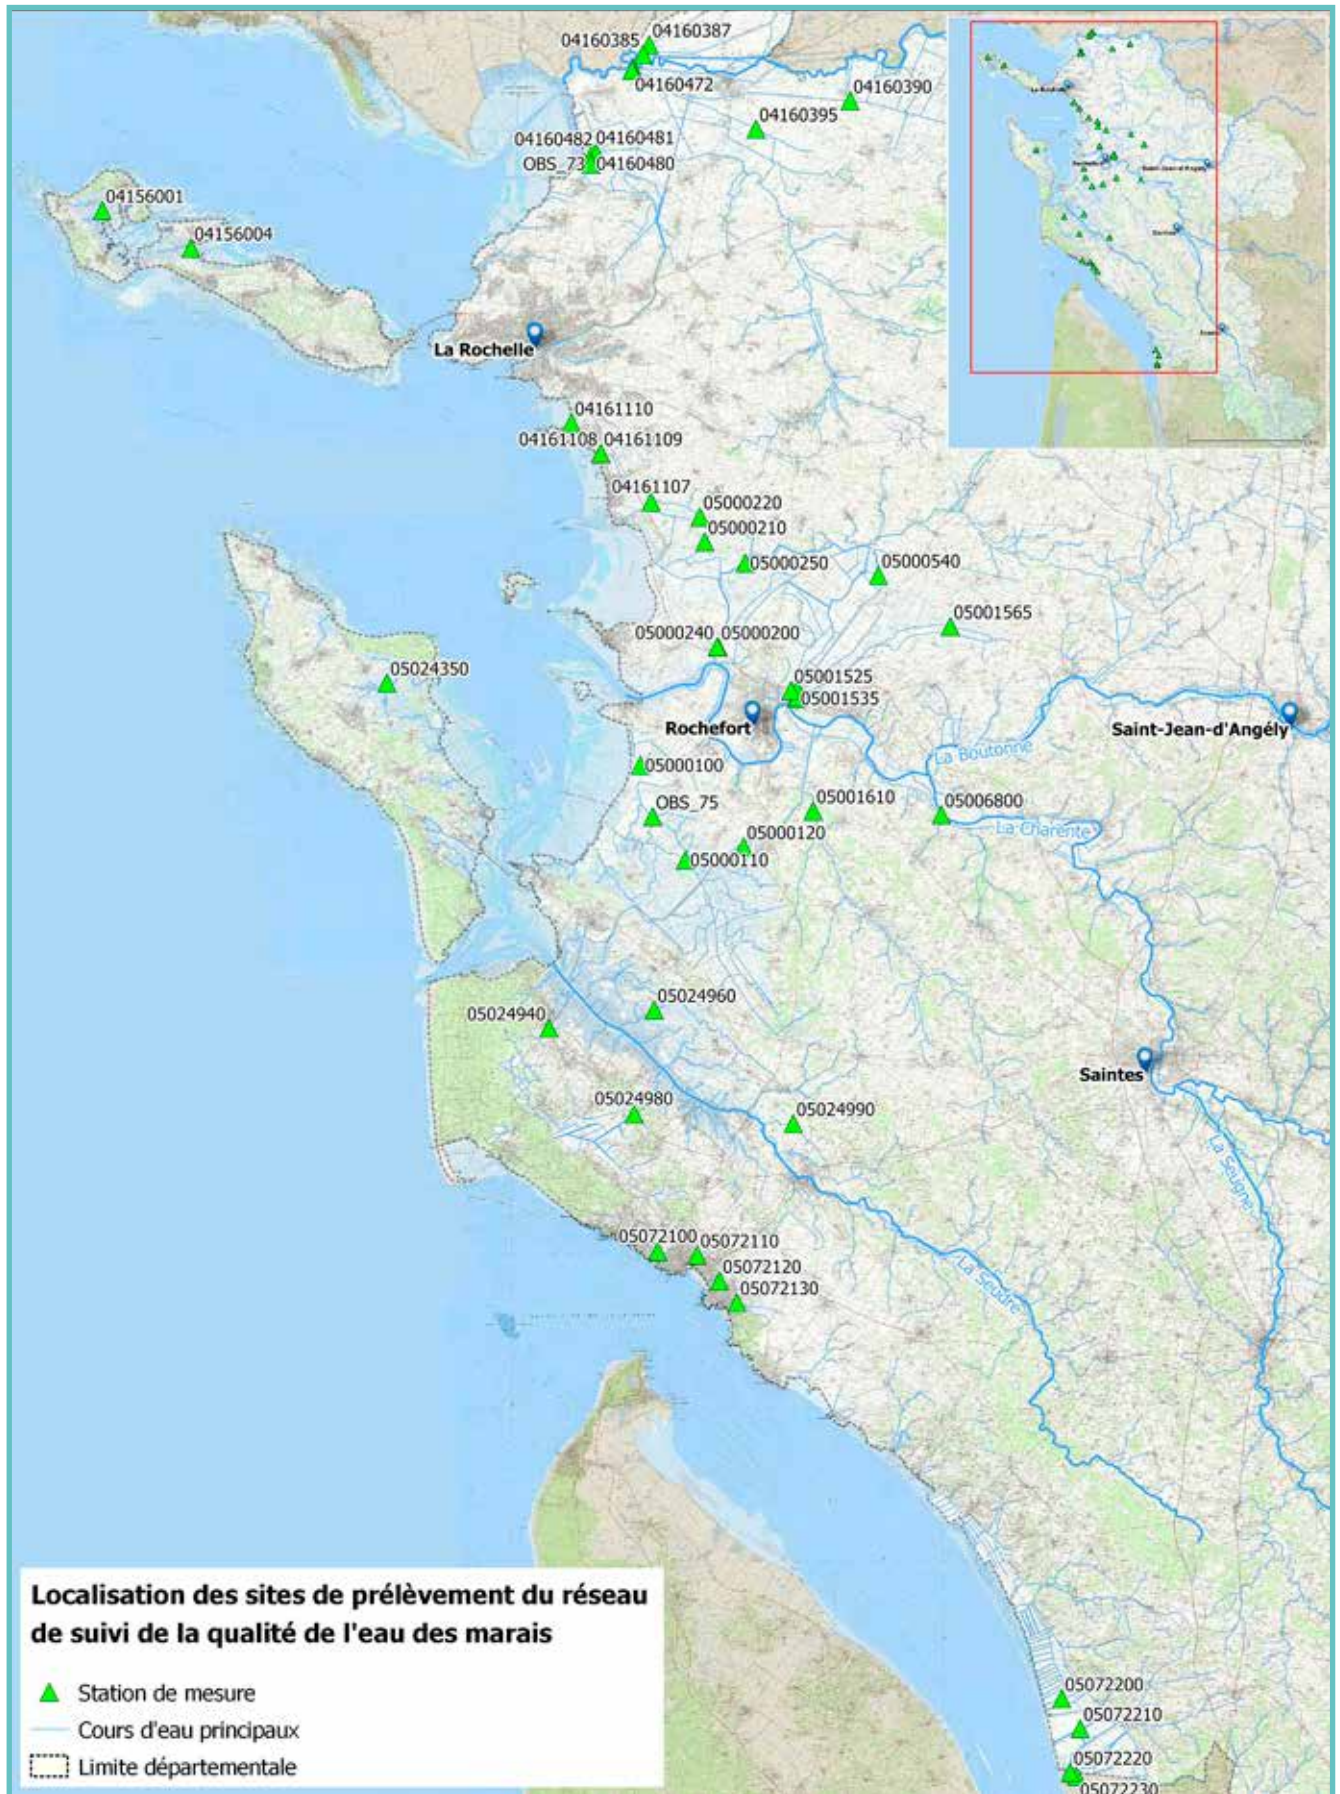 04160387
04160385
04160472
04160390
04160395
04160482 04160481
OBS_73 04160480
04156001
04156004
La Rochelle
04161110
04161108 04161109
04161107
05000220
05000210
05000250
05000540
05001565
05000240 05000200
05024350
05001525
05001535
Rochefort
Saint-Jean-d'Angély
La Boutonne
05000100
OBS_75
05001610
05006800
La Charente
05000120
05000110
05024960
05024940
Saintes
05024980
05024990
La Seugne
05072100
05072110
05072120
05072130
La Seudre
Localisation des sites de prélèvement du réseau
de suivi de la qualité de l'eau des marais
Station de mesure
Cours d'eau principaux
Limite départementale
05072200
05072210
05072220
05072230